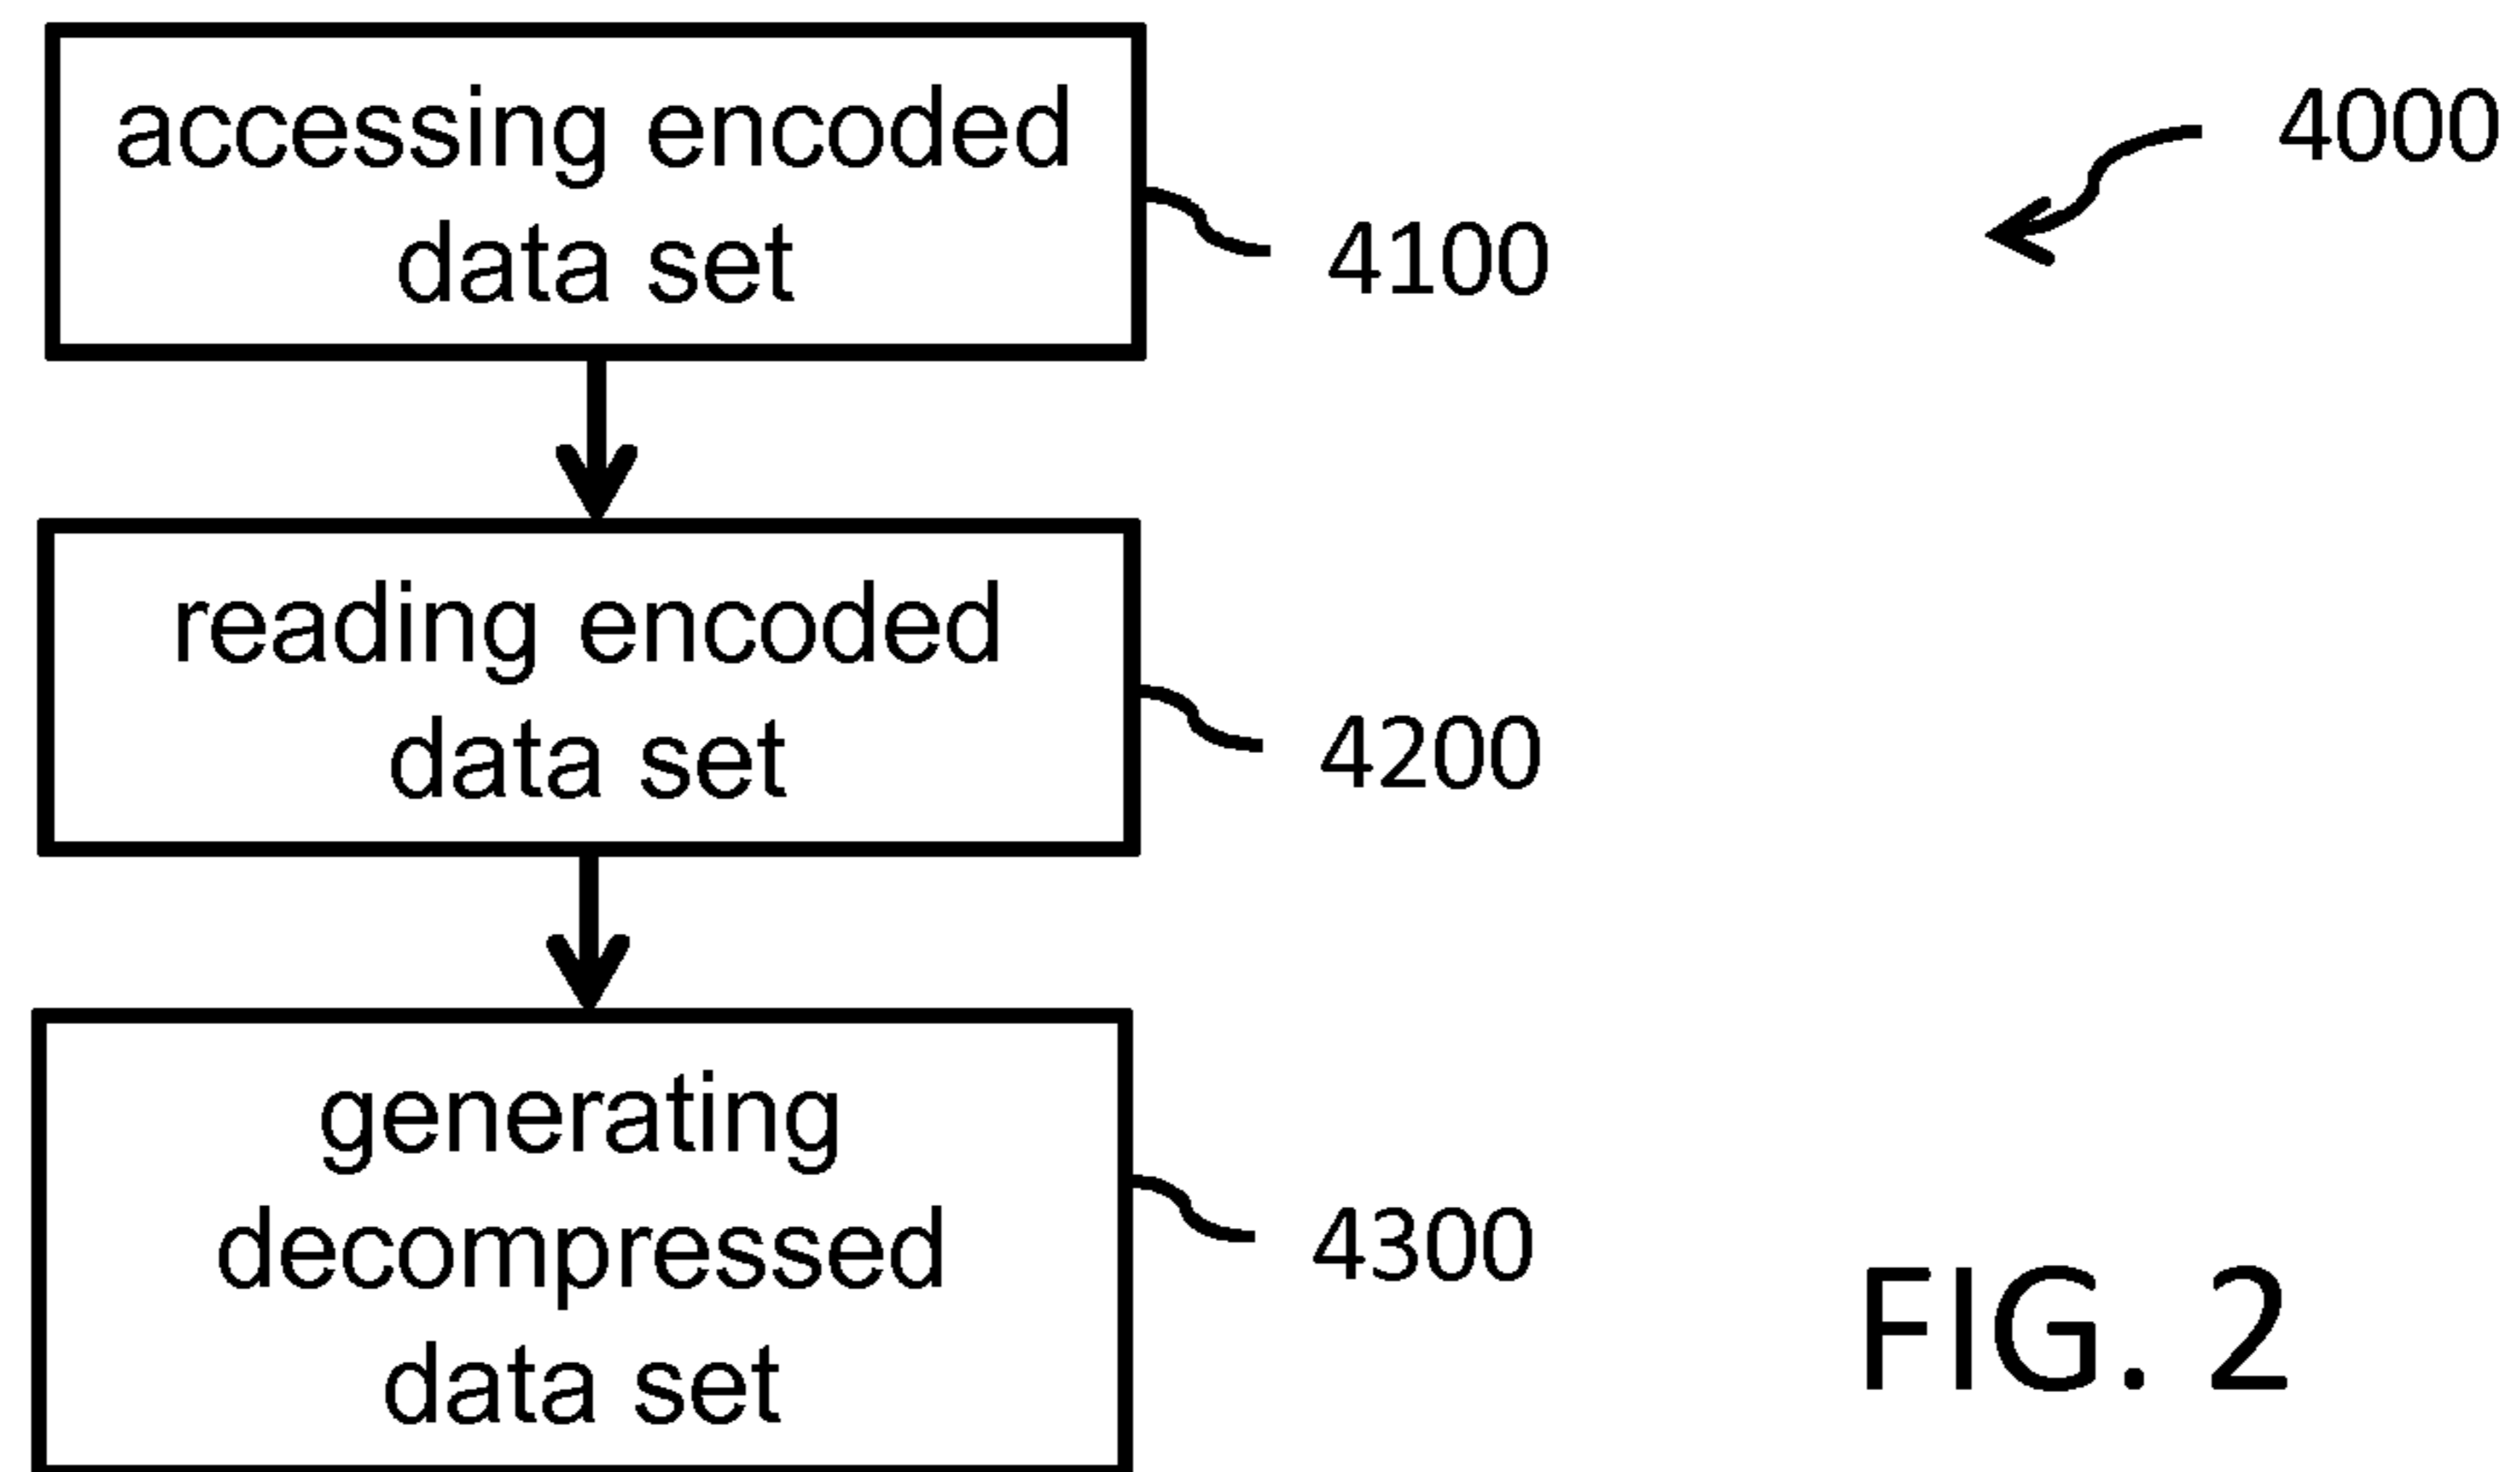 accessing encoded
data set
4100
4000
reading encoded
data set
4200
generating
decompressed
data set
4300
FIG. 2